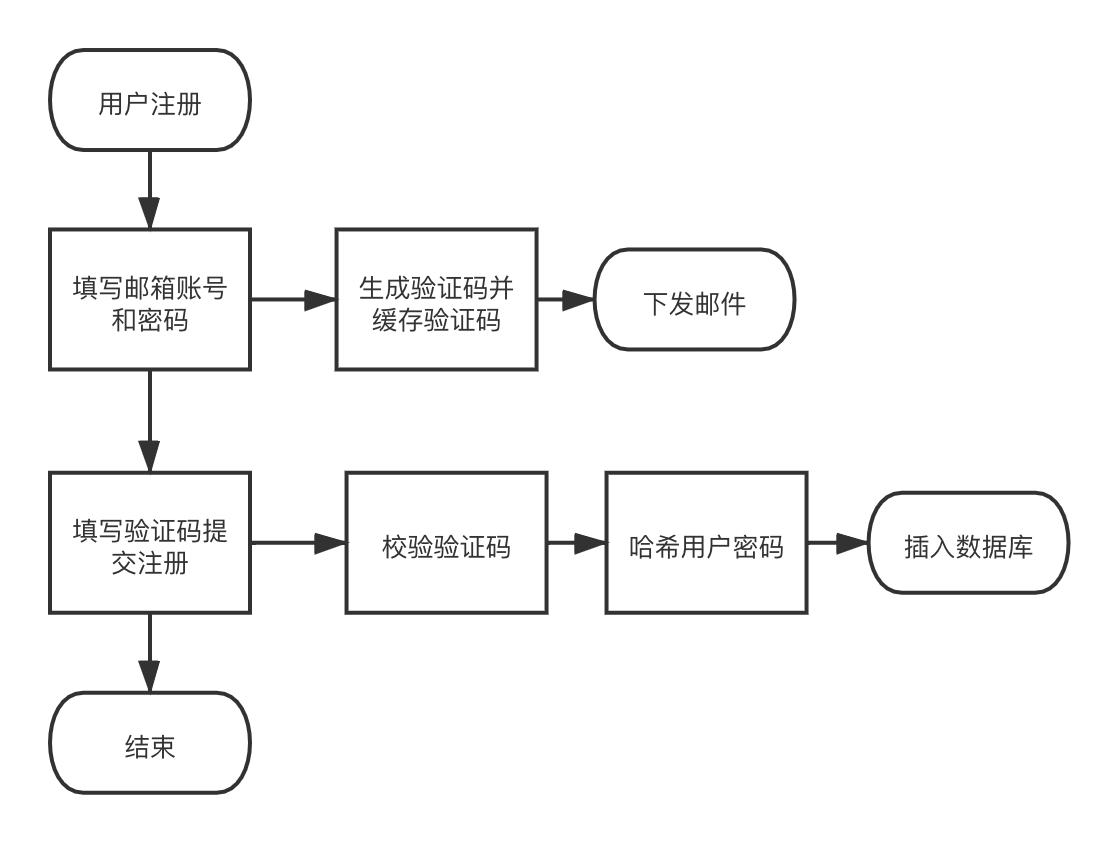 用户注册
填写邮箱账号
和密码
生成验证码并
缓存验证码
下发邮件
填写验证码提
交注册
校验验证码
哈希用户密码
插入数据库
结束